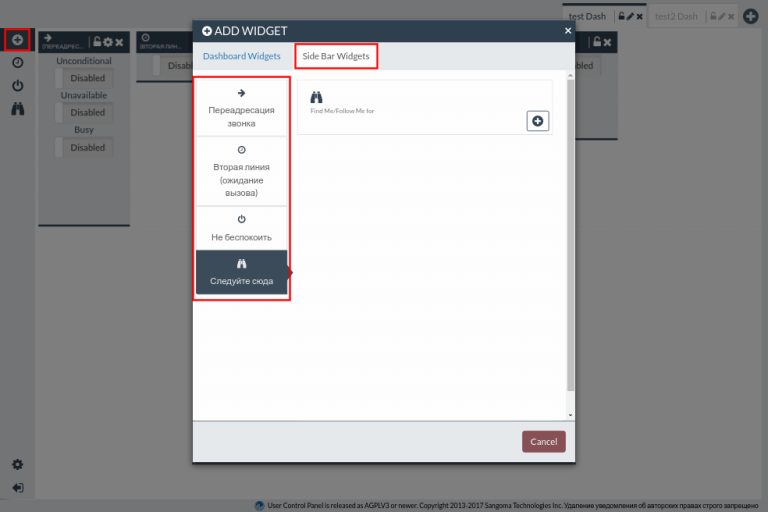 test Dash
test2 Dash
ADD WIDGET
(ПЕРЕАДРЕС...
(ВТОРАЯ ЛИН...
Dashboard Widgets
Side Bar Widgets
Unconditional
Disabled
Unavailable
Disabled
Busy
Disabled
Disabl
bled
Переадресация
звонка
Find Me/Follow Me for
Вторая линия
(ожидание
вызова)
Не беспокоить
Следуйте сюда
Cancel
User Control Panel is released as AGPLV3 or newer. Copyright 2013-2017 Sangoma Technologies Inc. Удаление уведомления об авторских правах строго запрещено